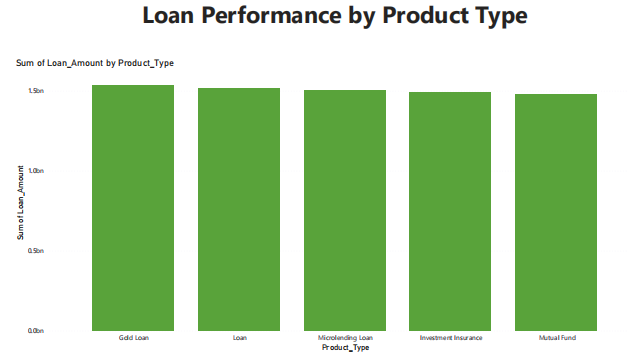 Loan Performance by Product Type
Sum of Loan_Amount by Product_Type
1.5bn
1.0bn
0.5bn
0.0bn
Sum of Loan_Amount
Gold Loan
Loan
Microlending Loan
Investment Insurance
Mutual Fund
Product_Type